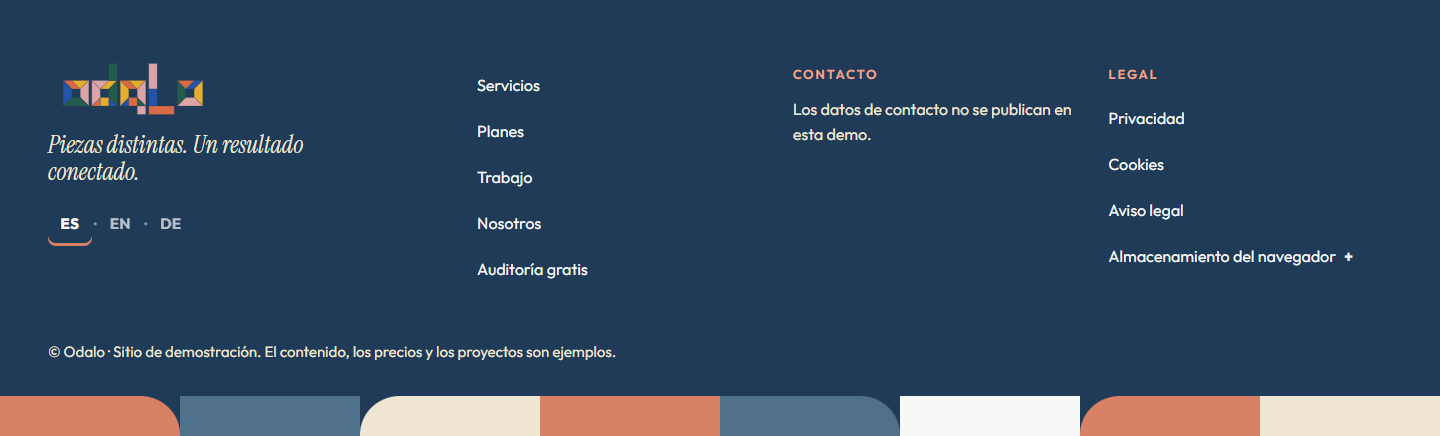 odalo
Piezas distintas. Un resultado
conectado.
ES · EN · DE
Servicios
Planes
Trabajo
Nosotros
Auditoría gratis
CONTACTO
Los datos de contacto no se publican en
esta demo.
LEGAL
Privacidad
Cookies
Aviso legal
Almacenamiento del navegador +
© Odalo · Sitio de demostración. El contenido, los precios y los proyectos son ejemplos.